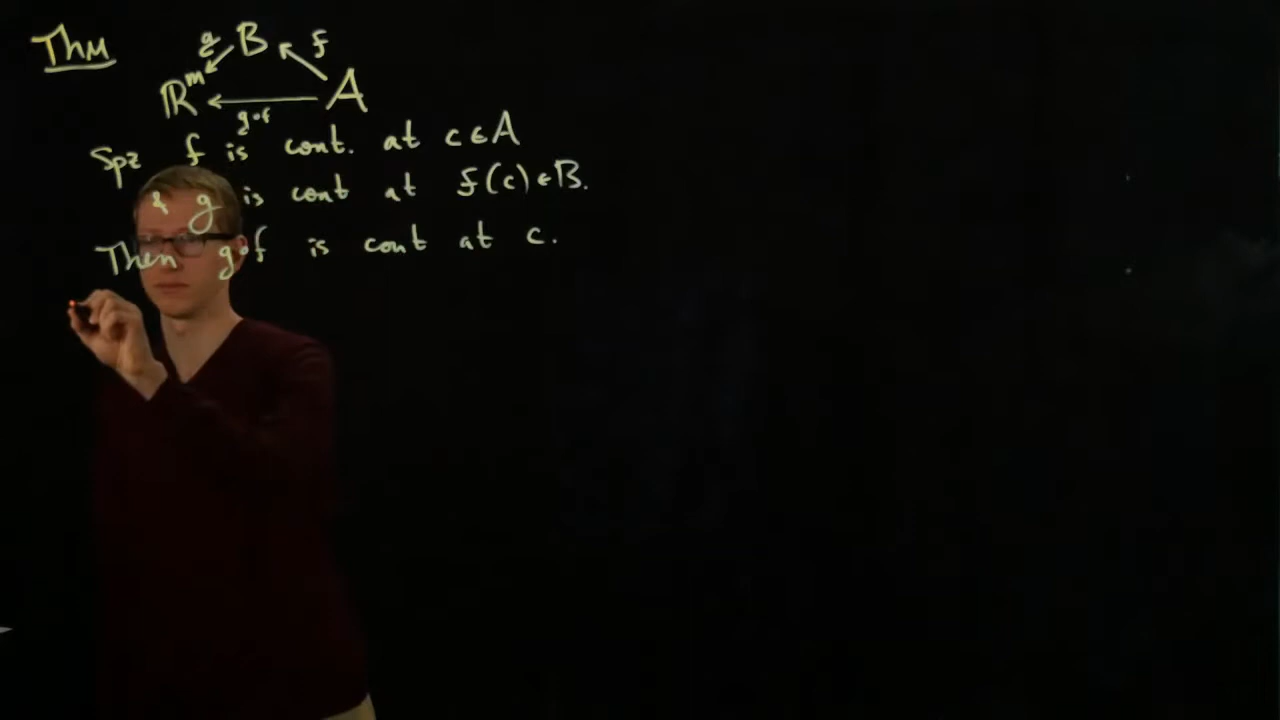 Thm
g B f
ℝᵐ A
g∘f
Spz f is cont. at c ∈ A
& g is cont at f(c) ∈ B.
Then g∘f is cont at c.